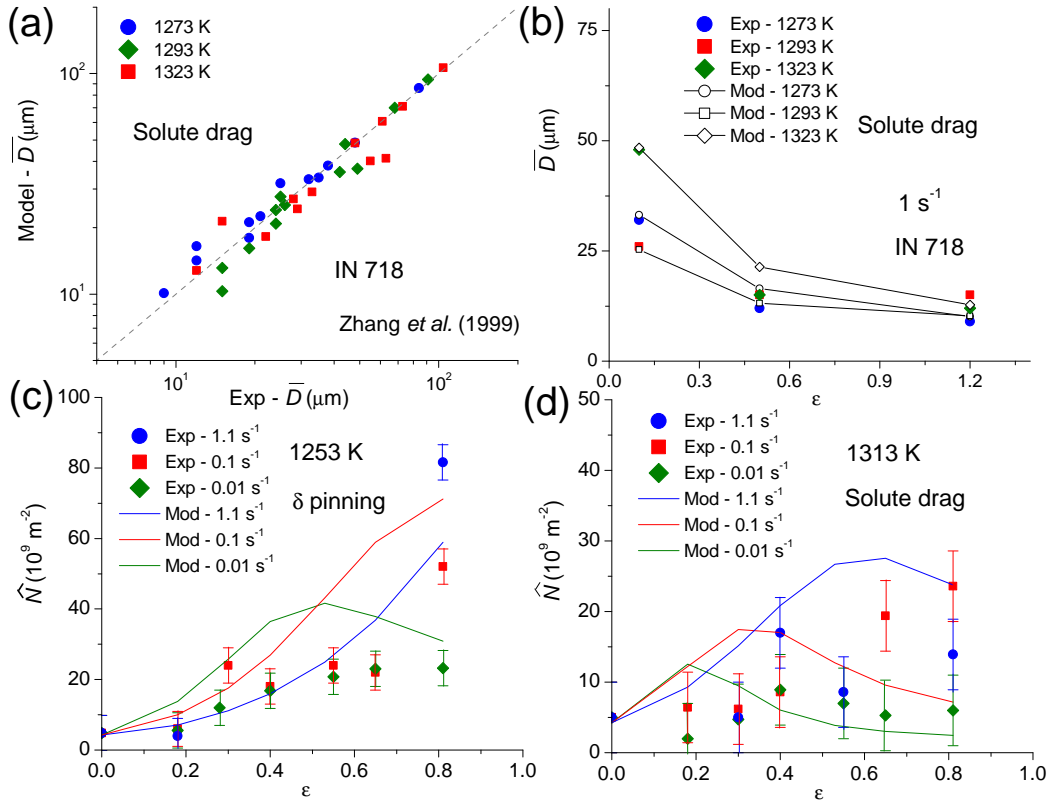 (a)
1273 K
1293 K
1323 K
Solute drag
IN 718
Zhang et al. (1999)
Model - D̅ (μm)
10²
10¹
10¹
10²
Exp - D̅ (μm)
(b)
Exp - 1273 K
Exp - 1293 K
Exp - 1323 K
Mod - 1273 K
Mod - 1293 K
Mod - 1323 K
Solute drag
1 s⁻¹
IN 718
D̅ (μm)
75
50
25
0
0.0
0.3
0.6
0.9
1.2
ε
(c)
Exp - 1.1 s⁻¹
Exp - 0.1 s⁻¹
Exp - 0.01 s⁻¹
Mod - 1.1 s⁻¹
Mod - 0.1 s⁻¹
Mod - 0.01 s⁻¹
1253 K
δ pinning
N̂ (10⁹ m⁻²)
100
80
60
40
20
0
0.0
0.2
0.4
0.6
0.8
1.0
ε
(d)
Exp - 1.1 s⁻¹
Exp - 0.1 s⁻¹
Exp - 0.01 s⁻¹
Mod - 1.1 s⁻¹
Mod - 0.1 s⁻¹
Mod - 0.01 s⁻¹
1313 K
Solute drag
N̂ (10⁹ m⁻²)
50
40
30
20
10
0
0.0
0.2
0.4
0.6
0.8
1.0
ε